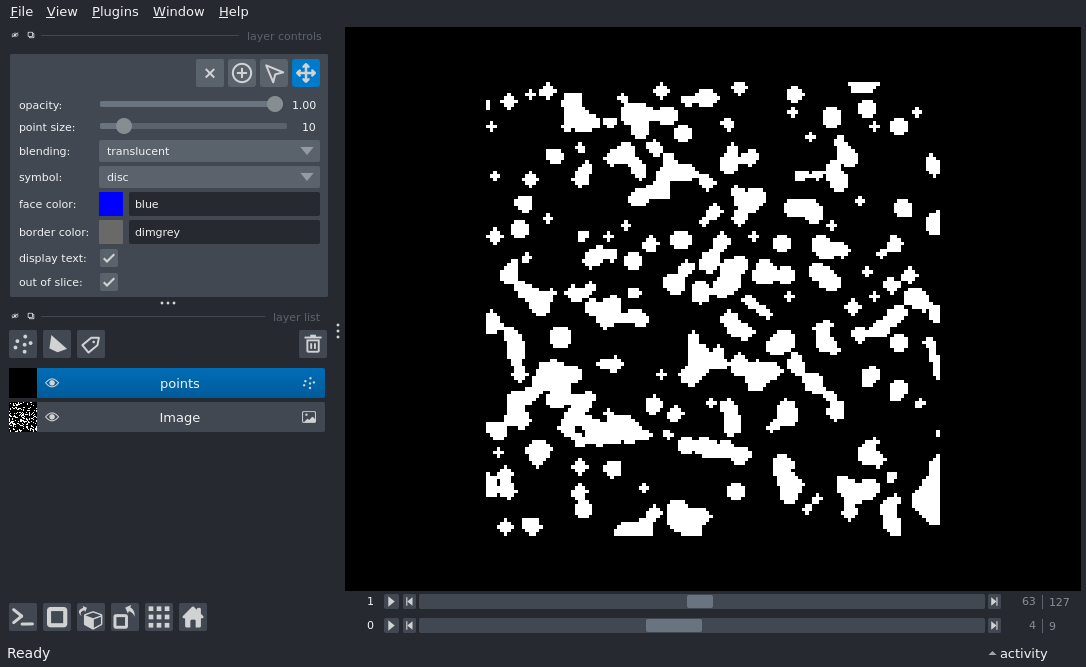 File View Plugins Window Help
layer controls
opacity: 1.00
point size: 10
blending: translucent
symbol: disc
face color: blue
border color: dimgrey
display text:
out of slice:
layer list
points
Image
1 63 127
0 4 9
Ready activity